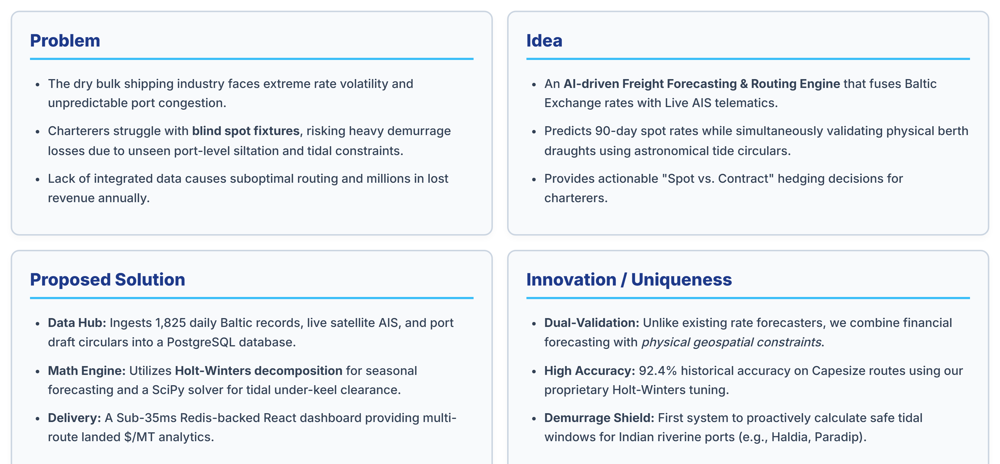 Problem
• The dry bulk shipping industry faces extreme rate volatility and
unpredictable port congestion.
• Charterers struggle with blind spot fixtures, risking heavy demurrage
losses due to unseen port-level siltation and tidal constraints.
• Lack of integrated data causes suboptimal routing and millions in lost
revenue annually.
Idea
• An AI-driven Freight Forecasting & Routing Engine that fuses Baltic
Exchange rates with Live AIS telematics.
• Predicts 90-day spot rates while simultaneously validating physical berth
draughts using astronomical tide circulars.
• Provides actionable "Spot vs. Contract" hedging decisions for
charterers.
Proposed Solution
• Data Hub: Ingests 1,825 daily Baltic records, live satellite AIS, and port
draft circulars into a PostgreSQL database.
• Math Engine: Utilizes Holt-Winters decomposition for seasonal
forecasting and a SciPy solver for tidal under-keel clearance.
• Delivery: A Sub-35ms Redis-backed React dashboard providing multi-
route landed $/MT analytics.
Innovation / Uniqueness
• Dual-Validation: Unlike existing rate forecasters, we combine financial
forecasting with physical geospatial constraints.
• High Accuracy: 92.4% historical accuracy on Capesize routes using our
proprietary Holt-Winters tuning.
• Demurrage Shield: First system to proactively calculate safe tidal
windows for Indian riverine ports (e.g., Haldia, Paradip).